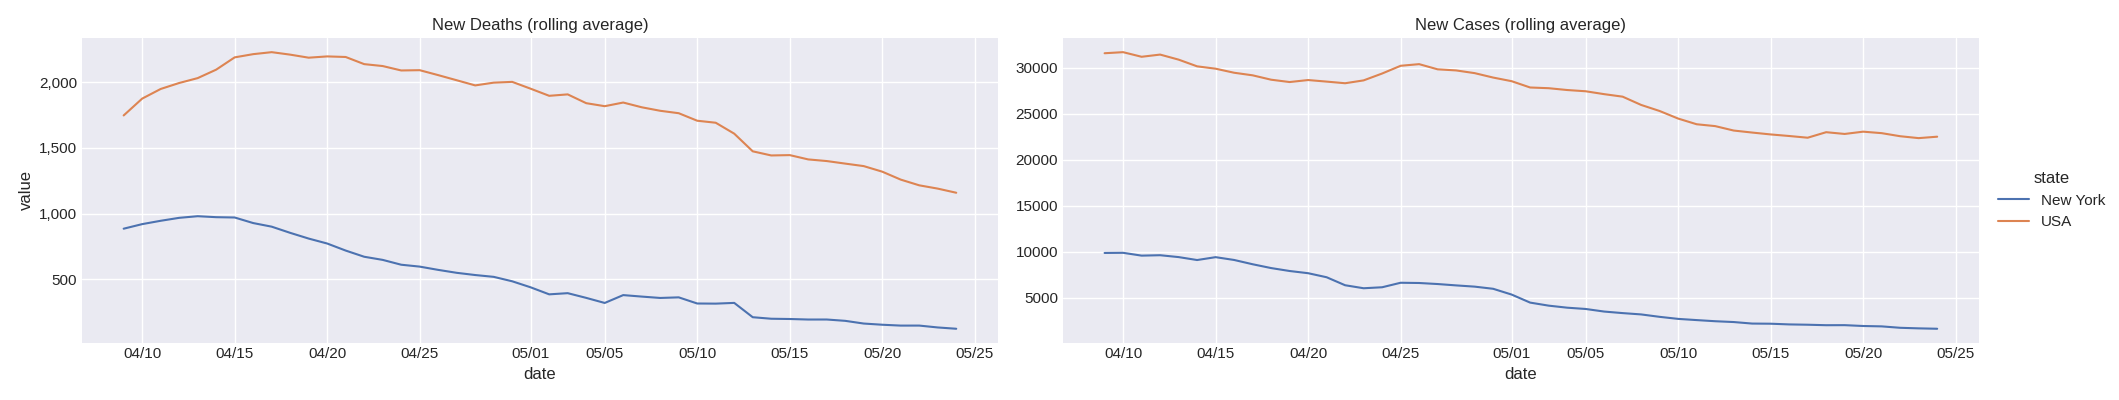 New Deaths (rolling average)
value
2,000
1,500
1,000
500
04/10 04/15 04/20 04/25 05/01 05/05 05/10 05/15 05/20 05/25
date
New Cases (rolling average)
30000
25000
20000
15000
10000
5000
04/10 04/15 04/20 04/25 05/01 05/05 05/10 05/15 05/20 05/25
date
state
New York
USA